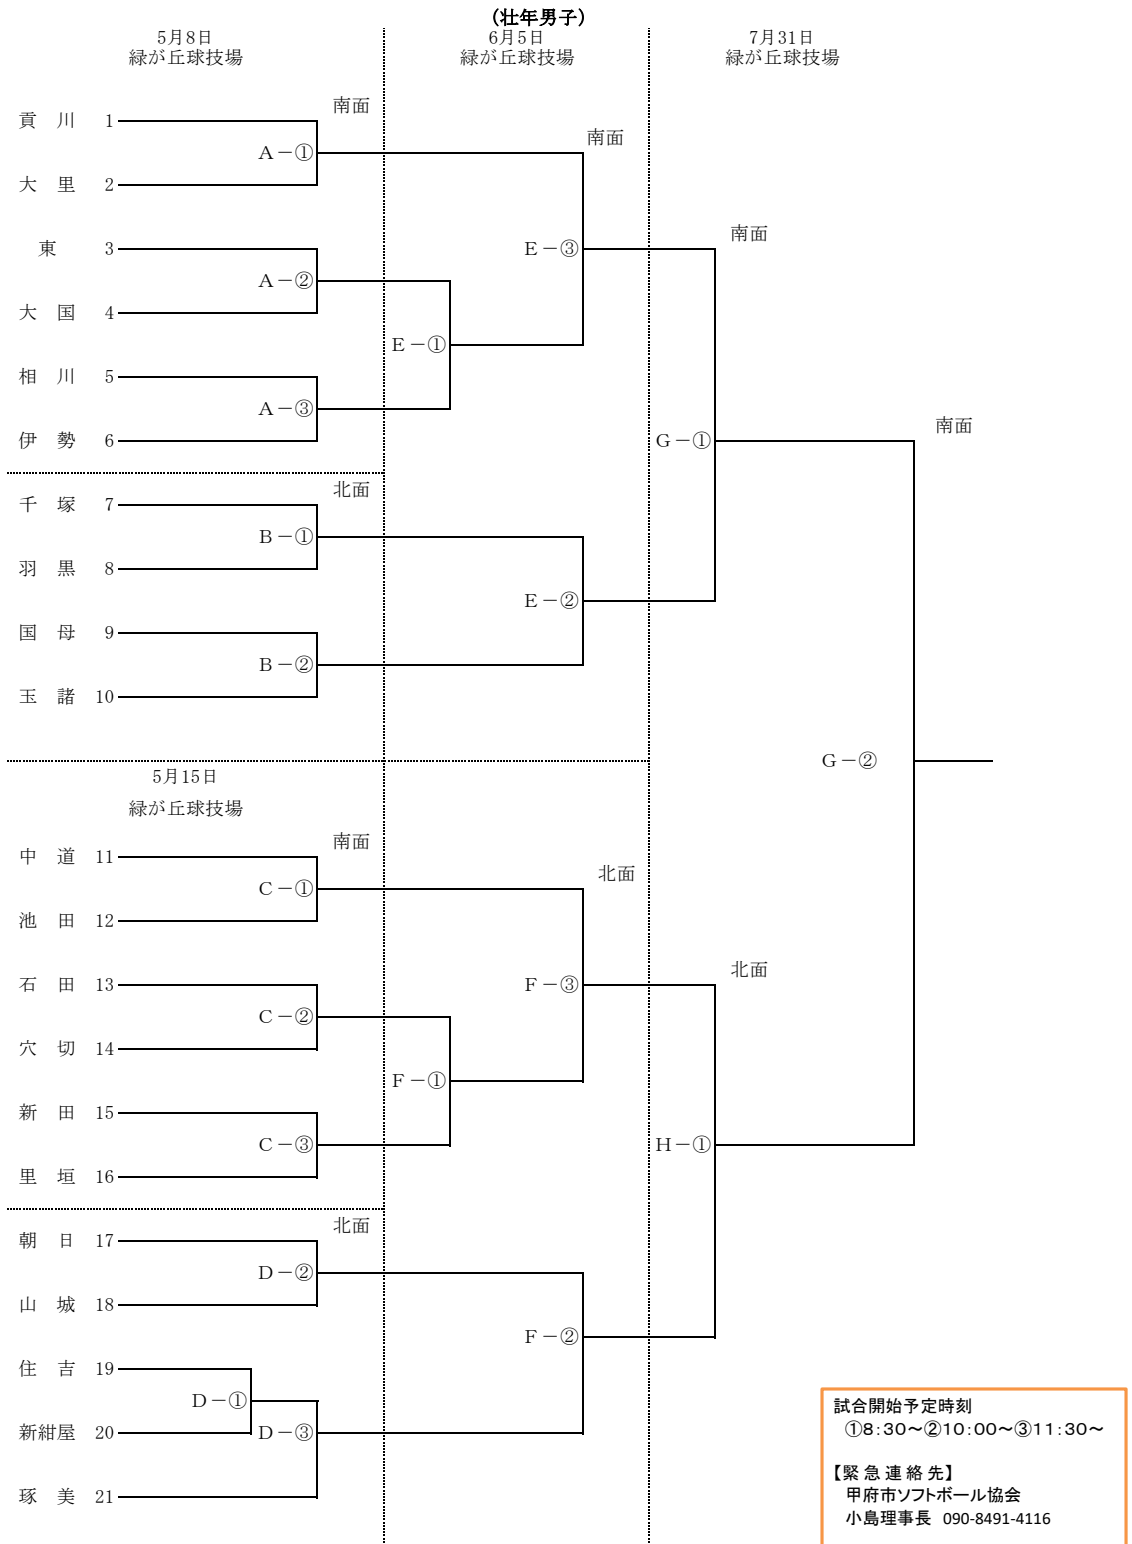 (壮年男子)
5月8日
緑が丘球技場
6月5日
緑が丘球技場
7月31日
緑が丘球技場
南面
貢 川 1
A-①
大 里 2
南面
東 3
A-②
大 国 4
E-③
南面
E-①
相 川 5
A-③
伊 勢 6
G-①
南面
北面
千 塚 7
B-①
羽 黒 8
E-②
国 母 9
B-②
玉 諸 10
G-②
5月15日
緑が丘球技場
南面
中 道 11
C-①
池 田 12
北面
石 田 13
C-②
穴 切 14
F-③
北面
F-①
新 田 15
C-③
里 垣 16
H-①
北面
朝 日 17
D-②
山 城 18
F-②
住 吉 19
D-①
新紺屋 20
D-③
琢 美 21
試合開始予定時刻
①8:30~②10:00~③11:30~
【緊急連絡先】
甲府市ソフトボール協会
小島理事長 090-8491-4116